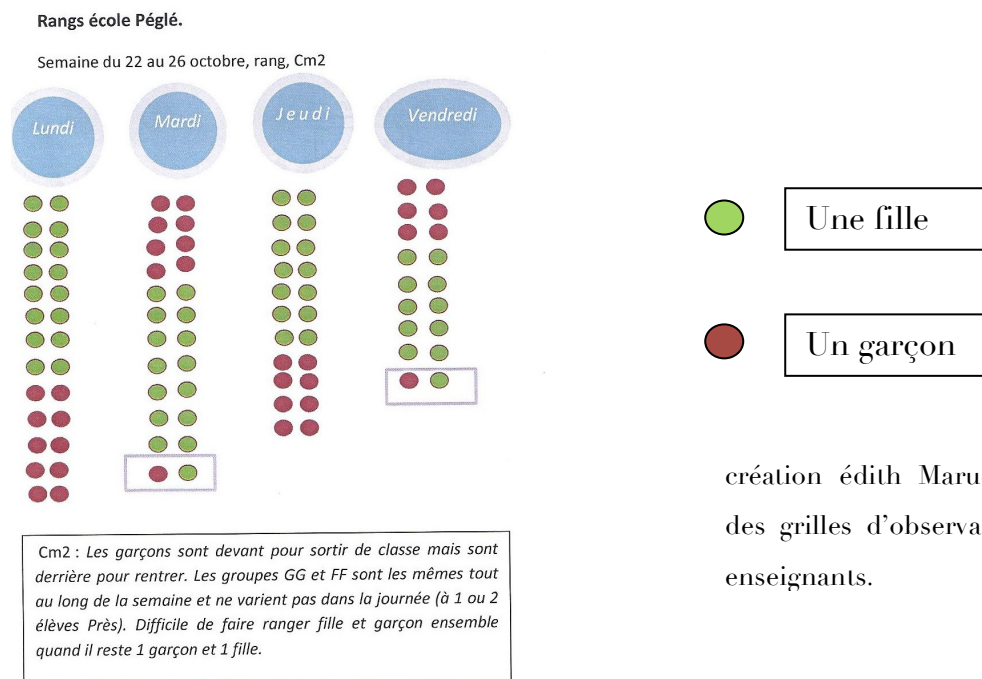 Rangs école Péglé.
Semaine du 22 au 26 octobre, rang, Cm2
Lundi
Mardi
Jeudi
Vendredi
Une fille
Un garçon
création édith Maru
des grilles d'observa
enseignants.
Cm2 : Les garçons sont devant pour sortir de classe mais sont
derrière pour rentrer. Les groupes GG et FF sont les mêmes tout
au long de la semaine et ne varient pas dans la journée (à 1 ou 2
élèves Près). Difficile de faire ranger fille et garçon ensemble
quand il reste 1 garçon et 1 fille.